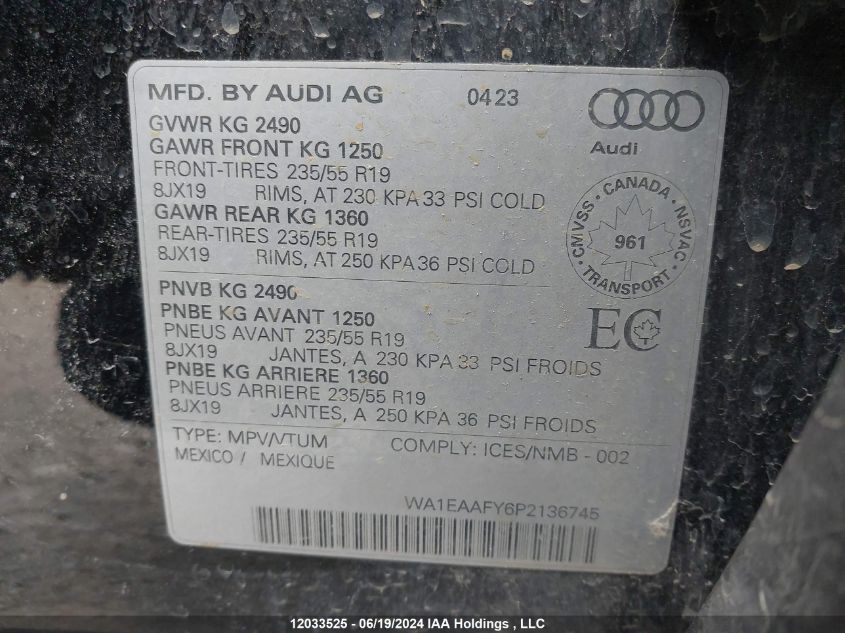 MFD. BY AUDI AG 0423
Audi
GVWR KG 2490
GAWR FRONT KG 1250
FRONT-TIRES 235/55 R19
8JX19 RIMS, AT 230 KPA 33 PSI COLD
GAWR REAR KG 1360
REAR-TIRES 235/55 R19
8JX19 RIMS, AT 250 KPA 36 PSI COLD
CMVSS · CANADA · NSVAC
961
TRANSPORT
PNVB KG 2490
PNBE KG AVANT 1250
PNEUS AVANT 235/55 R19
8JX19 JANTES, A 230 KPA 33 PSI FROIDS
PNBE KG ARRIERE 1360
PNEUS ARRIERE 235/55 R19
8JX19 JANTES, A 250 KPA 36 PSI FROIDS
EC
TYPE: MPV/VTUM COMPLY: ICES/NMB - 002
MEXICO / MEXIQUE
WA1EAAFY6P2136745
12033525 - 06/19/2024 IAA Holdings , LLC